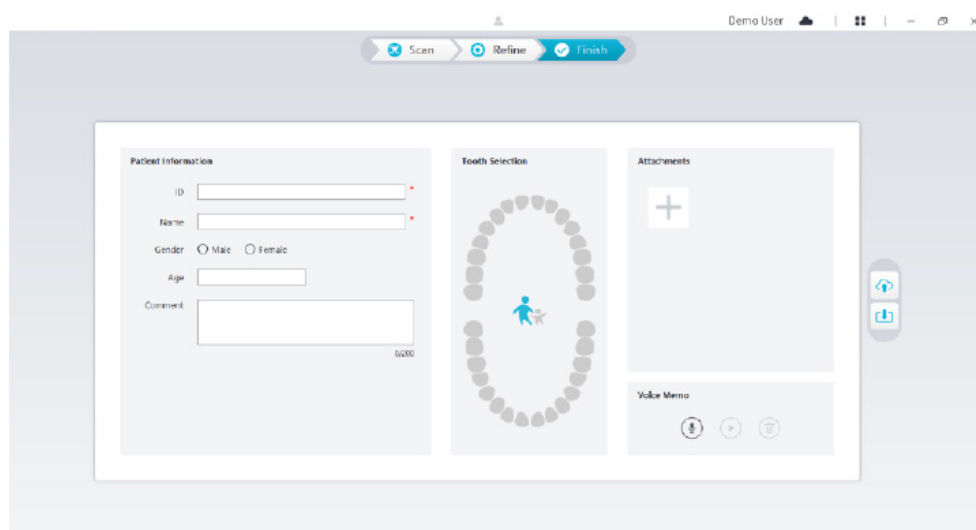 Demo User
Scan
Refine
Finish
Patient Information
ID
*
Name
*
Gender
Male
Female
Age
Comment
0/200
Tooth Selection
Attachments
Voice Memo